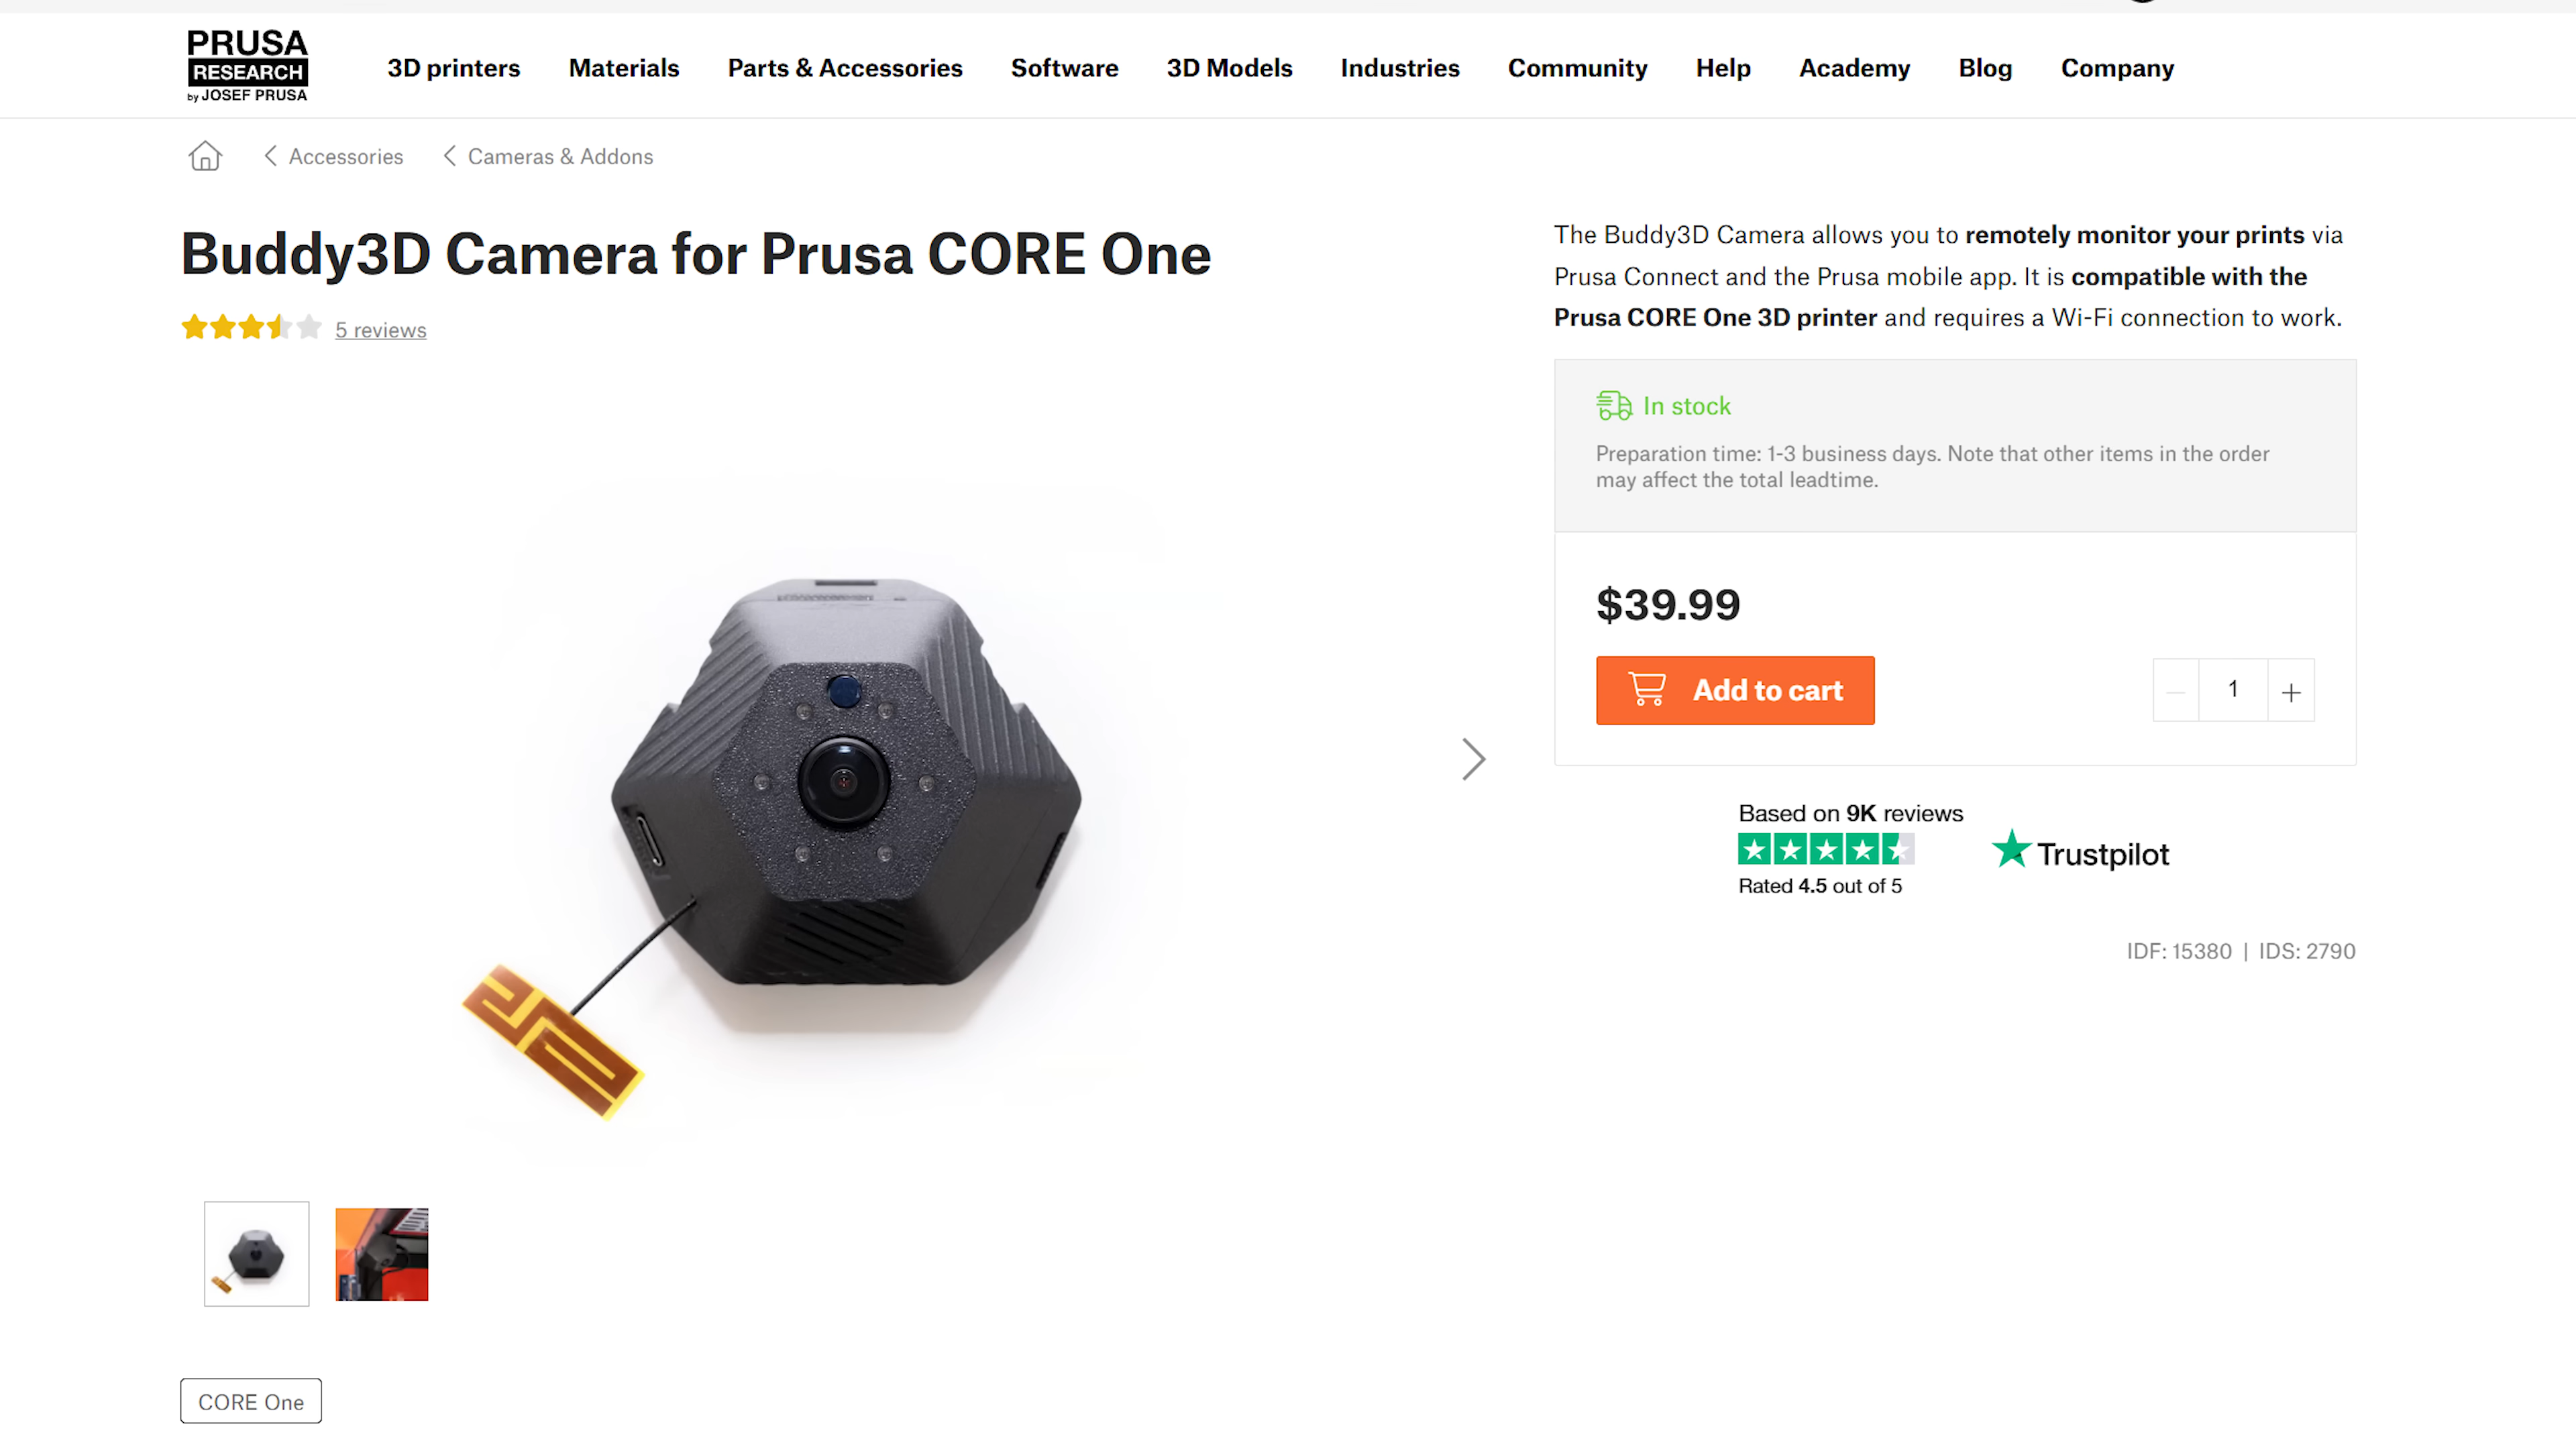 PRUSA
RESEARCH
by JOSEF PRUSA
3D printers
Materials
Parts & Accessories
Software
3D Models
Industries
Community
Help
Academy
Blog
Company
Accessories
Cameras & Addons
Buddy3D Camera for Prusa CORE One
5 reviews
The Buddy3D Camera allows you to remotely monitor your prints via
Prusa Connect and the Prusa mobile app. It is compatible with the
Prusa CORE One 3D printer and requires a Wi-Fi connection to work.
In stock
Preparation time: 1-3 business days. Note that other items in the order
may affect the total leadtime.
$39.99
Add to cart
1
Based on 9K reviews
Rated 4.5 out of 5
Trustpilot
IDF: 15380 | IDS: 2790
CORE One